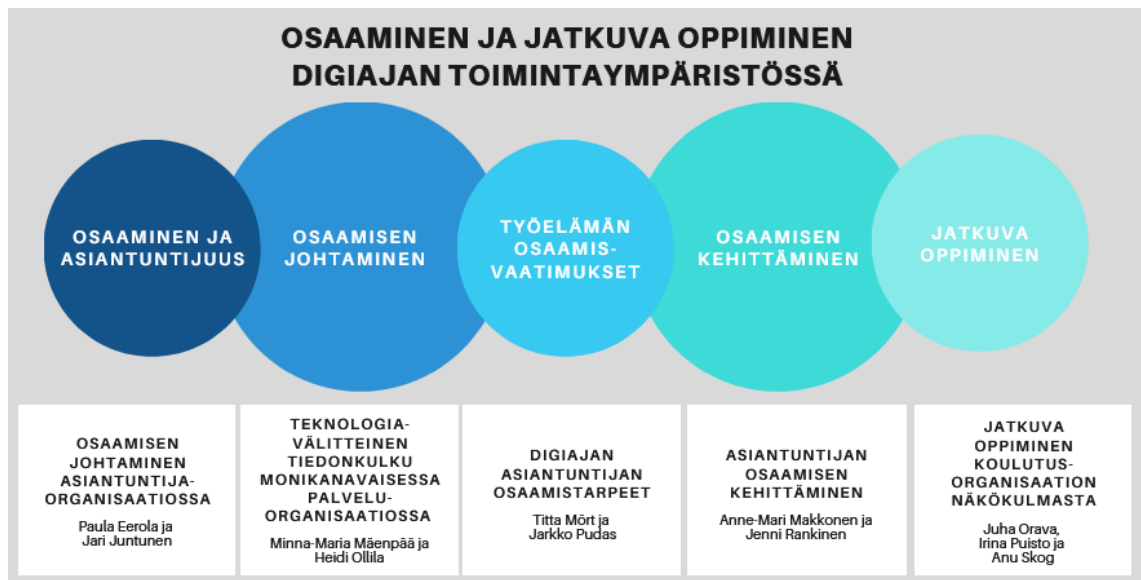 OSAAMINEN JA JATKUVA OPPIMINEN
DIGIAJAN TOIMINTAYMPÄRISTÖSSÄ
OSAAMINEN JA
ASIANTUNTIJUUS
OSAAMISEN
JOHTAMINEN
TYÖELÄMÄN
OSAAMIS-
VAATIMUKSET
OSAAMISEN
KEHITTÄMINEN
JATKUVA
OPPIMINEN
OSAAMISEN
JOHTAMINEN
ASIANTUNTIJA-
ORGANISAATIOSSA
Paula Eerola ja
Jari Juntunen
TEKNOLOGIA-
VÄLITTEINEN
TIEDONKULKU
MONIKANAVAISESSA
PALVELU-
ORGANISAATIOSSA
Minna-Maria Mäenpää ja
Heidi Ollila
DIGIAJAN
ASIANTUNTIJAN
OSAAMISTARPEET
Titta Mört ja
Jarkko Pudas
ASIANTUNTIJAN
OSAAMISEN
KEHITTÄMINEN
Anne-Mari Makkonen ja
Jenni Rankinen
JATKUVA
OPPIMINEN
KOULUTUS-
ORGANISAATION
NÄKÖKULMASTA
Juha Orava,
Irina Puisto ja
Anu Skog